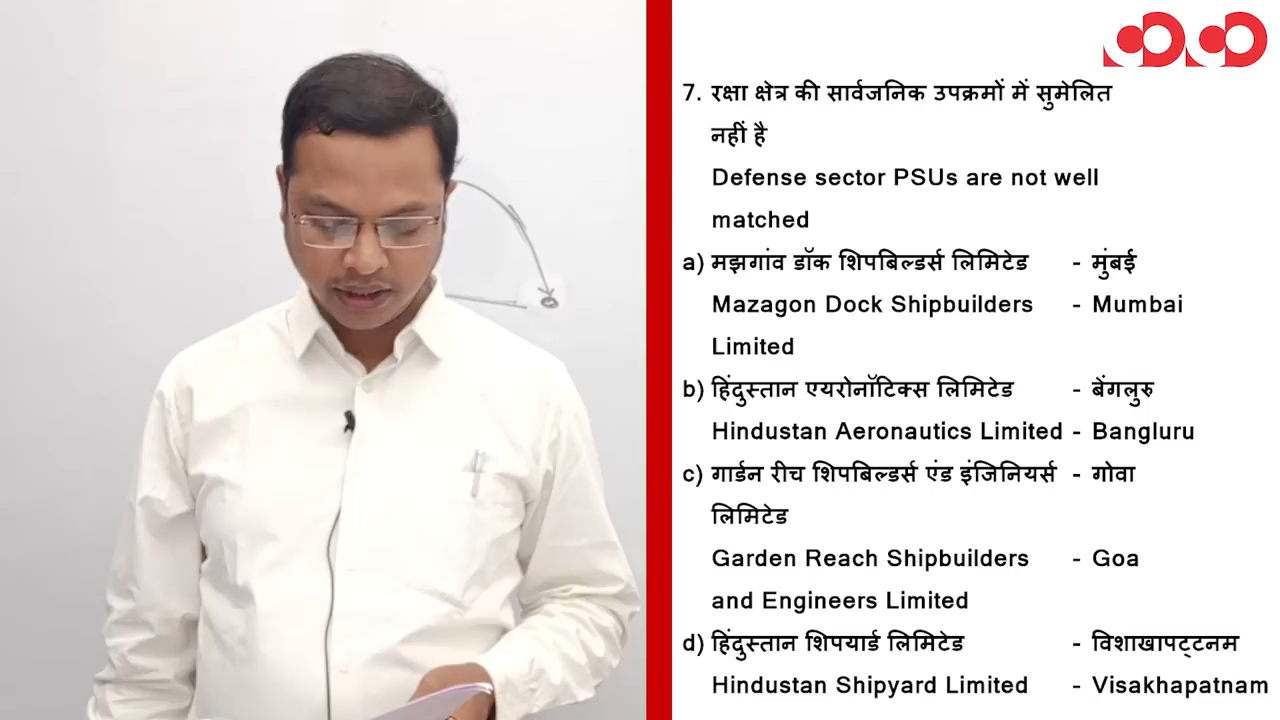 7. रक्षा क्षेत्र की सार्वजनिक उपक्रमों में सुमेलित
नहीं है
Defense sector PSUs are not well
matched
a) मझगांव डॉक शिपबिल्डर्स लिमिटेड - मुंबई
Mazagon Dock Shipbuilders - Mumbai
Limited
b) हिंदुस्तान एयरोनॉटिक्स लिमिटेड - बेंगलुरु
Hindustan Aeronautics Limited - Bangluru
c) गार्डन रीच शिपबिल्डर्स एंड इंजिनियर्स - गोवा
लिमिटेड
Garden Reach Shipbuilders - Goa
and Engineers Limited
d) हिंदुस्तान शिपयार्ड लिमिटेड - विशाखापट्टनम
Hindustan Shipyard Limited - Visakhapatnam